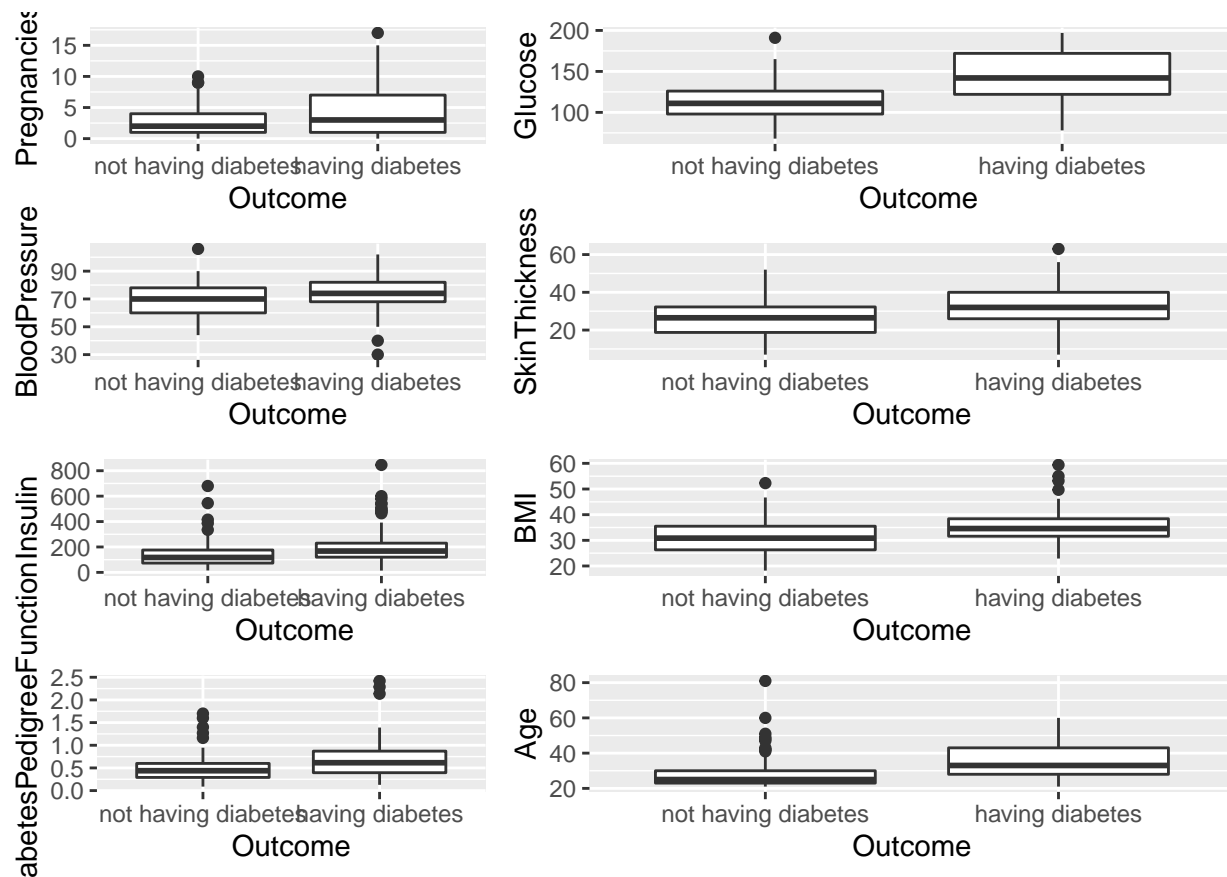 Pregnancies
15
10
5
0
not having diabetes
having diabetes
Outcome
Glucose
200
150
100
not having diabetes
having diabetes
Outcome
BloodPressure
90
70
50
30
not having diabetes
having diabetes
Outcome
SkinThickness
60
40
20
not having diabetes
having diabetes
Outcome
Insulin
800
600
400
200
0
not having diabetes
having diabetes
Outcome
BMI
60
50
40
30
20
not having diabetes
having diabetes
Outcome
abetesPedigreeFunction
2.5
2.0
1.5
1.0
0.5
0.0
not having diabetes
having diabetes
Outcome
Age
80
60
40
20
not having diabetes
having diabetes
Outcome